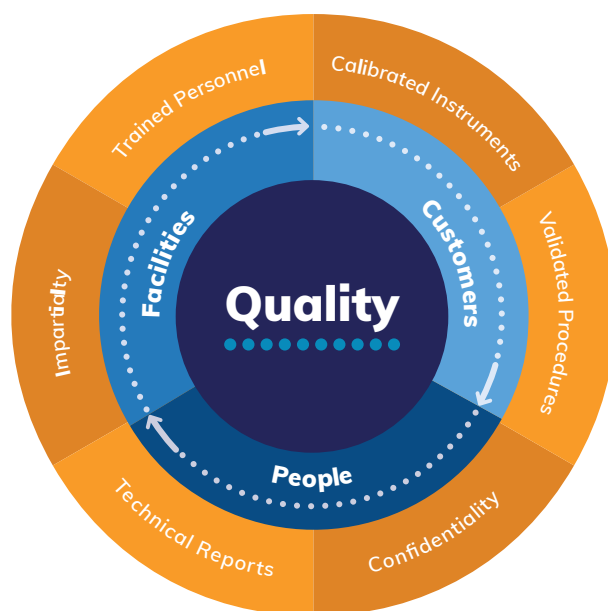 Trained Personnel
Calibrated Instruments
Validated Procedures
Confidentiality
Technical Reports
Impartiality
Facilities
Customers
People
Quality